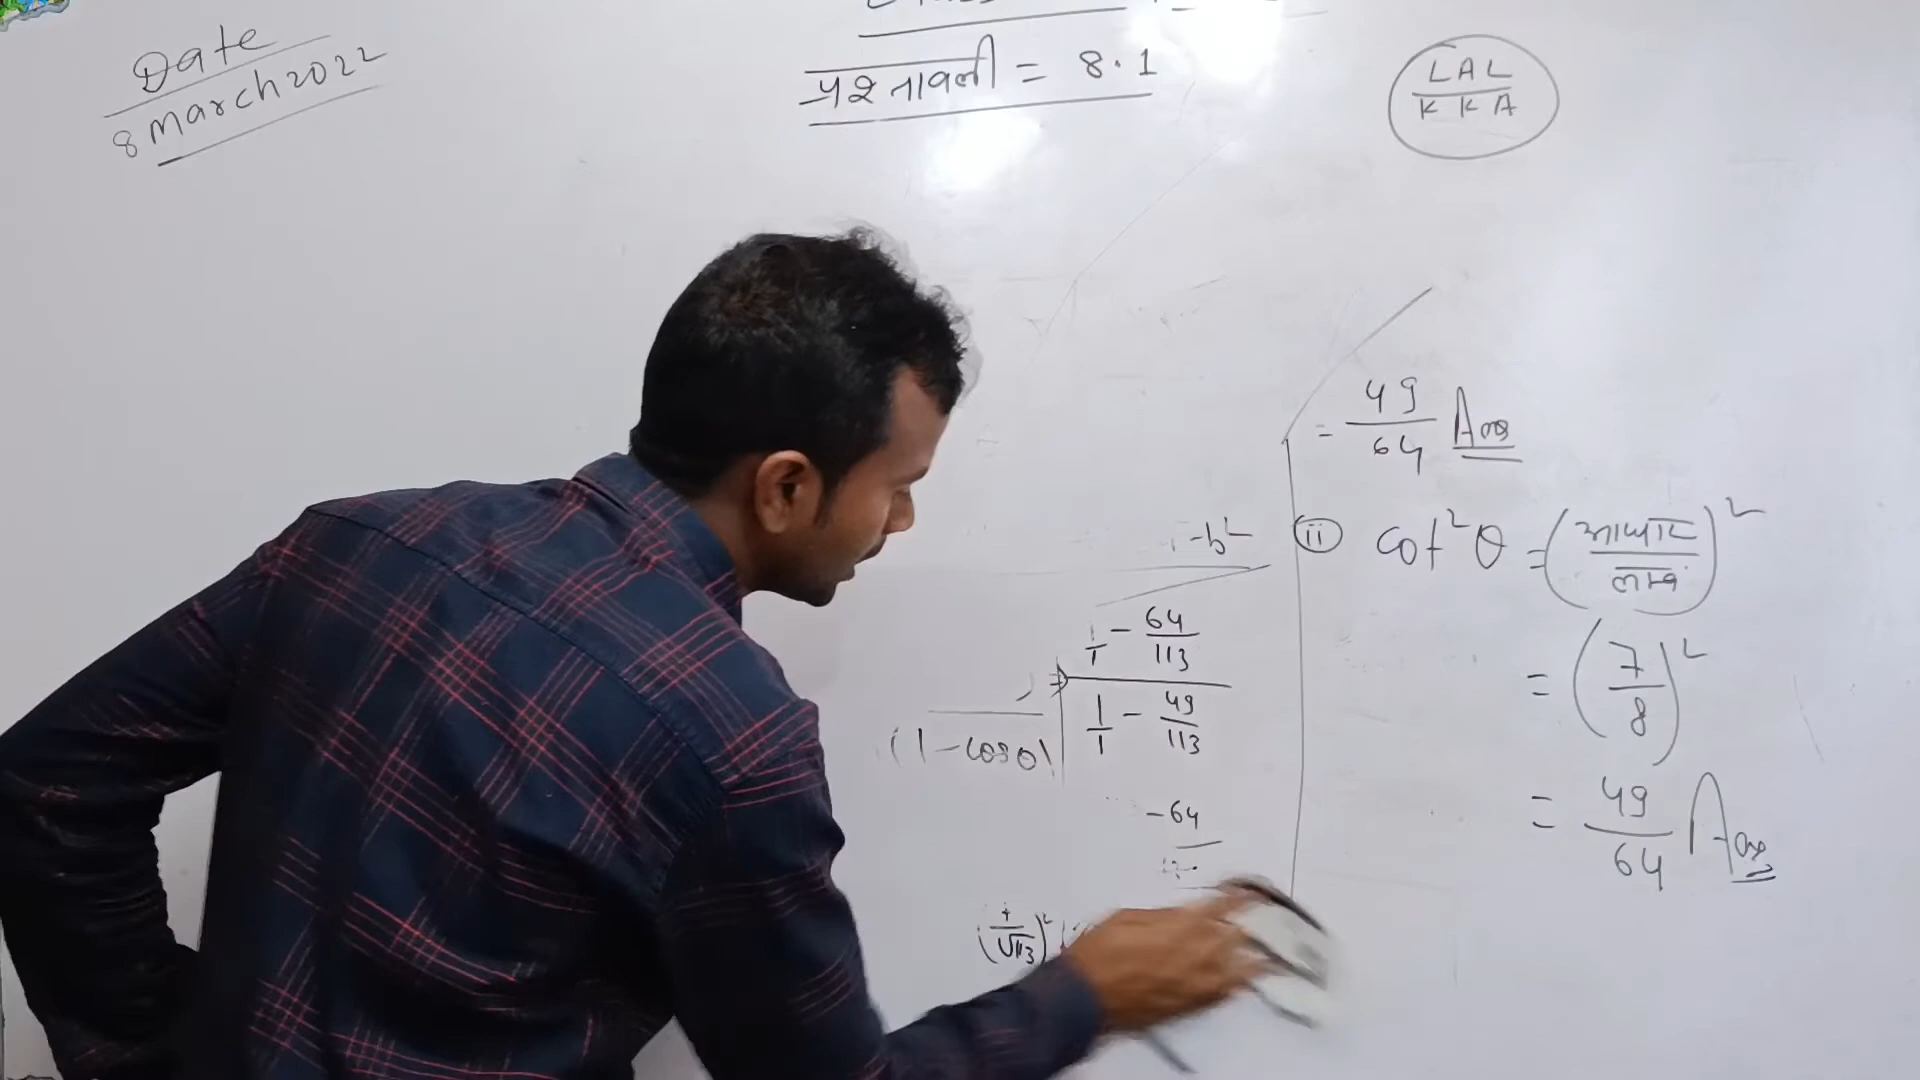 Date
8 March 2022
प्रश्नावली = 8.1
LAL
K K A
= 49/64 Ans
-b²
(ii) cot²θ = (आधार/लम्ब)²
1/1 - 64/113
1/1 - 49/113
= (7/8)²
(1-cosθ)
= 49/64 Ans
-64